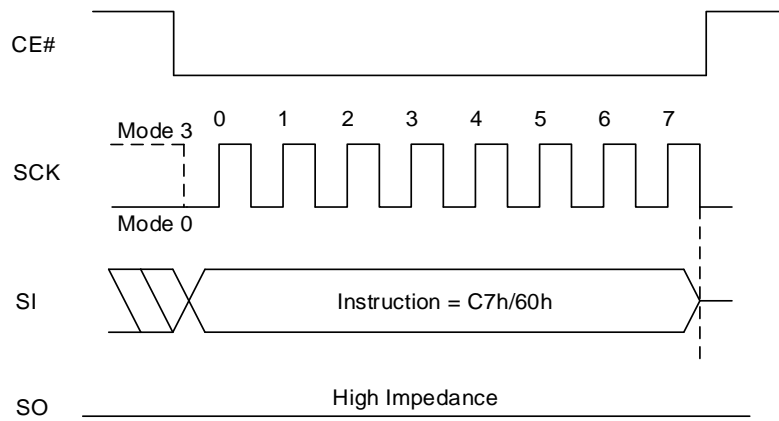 CE#
0 1 2 3 4 5 6 7
Mode 3
SCK
Mode 0
SI
Instruction = C7h/60h
High Impedance
SO